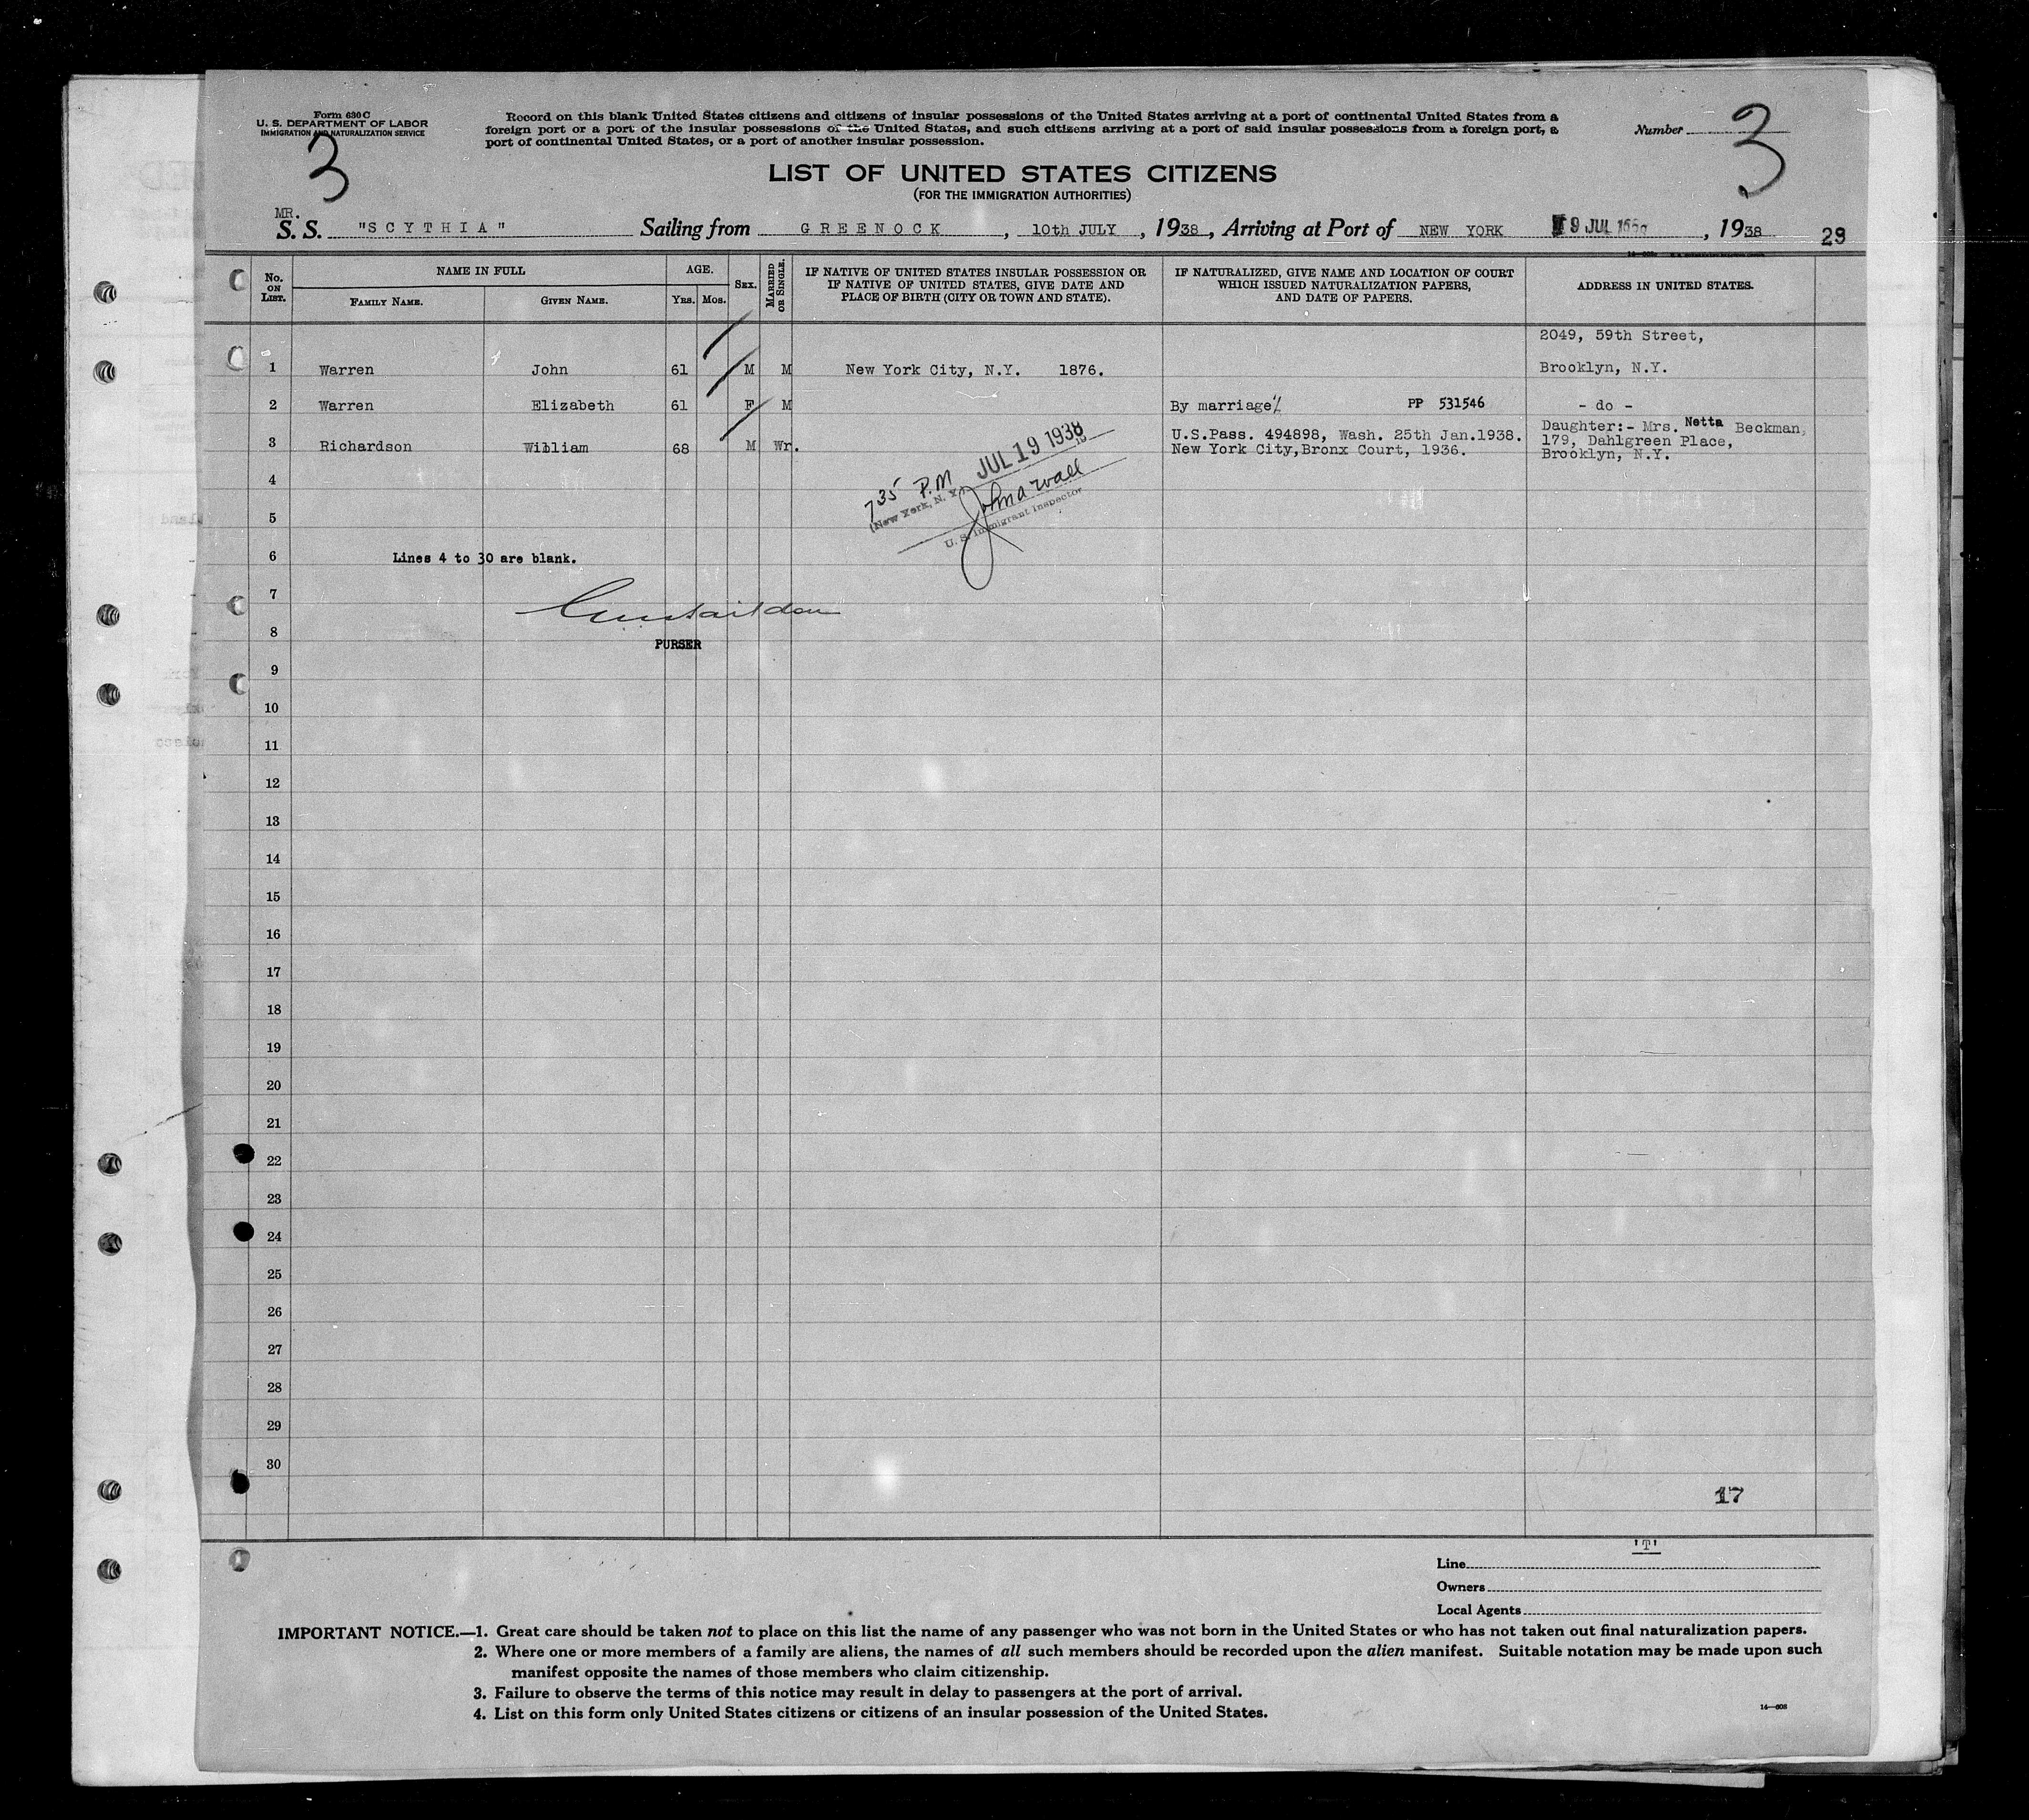 Form 630 C
U. S. DEPARTMENT OF LABOR
IMMIGRATION AND NATURALIZATION SERVICE
3
Record on this blank United States citizens and citizens of insular possessions of the United States arriving at a port of continental United States from a
foreign port or a port of the insular possessions of the United States, and such citizens arriving at a port of said insular possessions from a foreign port, a
port of continental United States, or a port of another insular possession.
Number 3
LIST OF UNITED STATES CITIZENS
(FOR THE IMMIGRATION AUTHORITIES)
MR.
S. S. "SCYTHIA" Sailing from GREENOCK, 10th JULY, 1938, Arriving at Port of NEW YORK 9 JUL, 1938 29
No. ON LIST. NAME IN FULL AGE. SEX. MARRIED OR SINGLE. IF NATIVE OF UNITED STATES INSULAR POSSESSION OR IF NATIVE OF UNITED STATES, GIVE DATE AND PLACE OF BIRTH (CITY OR TOWN AND STATE). IF NATURALIZED, GIVE NAME AND LOCATION OF COURT WHICH ISSUED NATURALIZATION PAPERS, AND DATE OF PAPERS. ADDRESS IN UNITED STATES.
FAMILY NAME. GIVEN NAME. Yrs. Mos.
2049, 59th Street,
1 Warren John 61 M M New York City, N.Y. 1876. Brooklyn, N.Y.
2 Warren Elizabeth 61 F M By marriage PP 531546 - do -
Daughter:- Mrs. Netta Beckman,
3 Richardson William 68 M Wr. U.S.Pass. 494898, Wash. 25th Jan.1938. 179, Dahlgreen Place,
New York City,Bronx Court, 1936. Brooklyn, N.Y.
4
7 35 P.M JUL 19 1938
(New York, N. Y.)
5
U. S. Immigrant Inspector
6 Lines 4 to 30 are blank.
7
8
PURSER
9
10
11
12
13
14
15
16
17
18
19
20
21
22
23
24
25
26
27
28
29
30
17
'T'
Line
Owners
Local Agents
IMPORTANT NOTICE.—1. Great care should be taken not to place on this list the name of any passenger who was not born in the United States or who has not taken out final naturalization papers.
2. Where one or more members of a family are aliens, the names of all such members should be recorded upon the alien manifest. Suitable notation may be made upon such
manifest opposite the names of those members who claim citizenship.
3. Failure to observe the terms of this notice may result in delay to passengers at the port of arrival.
4. List on this form only United States citizens or citizens of an insular possession of the United States.
14—608